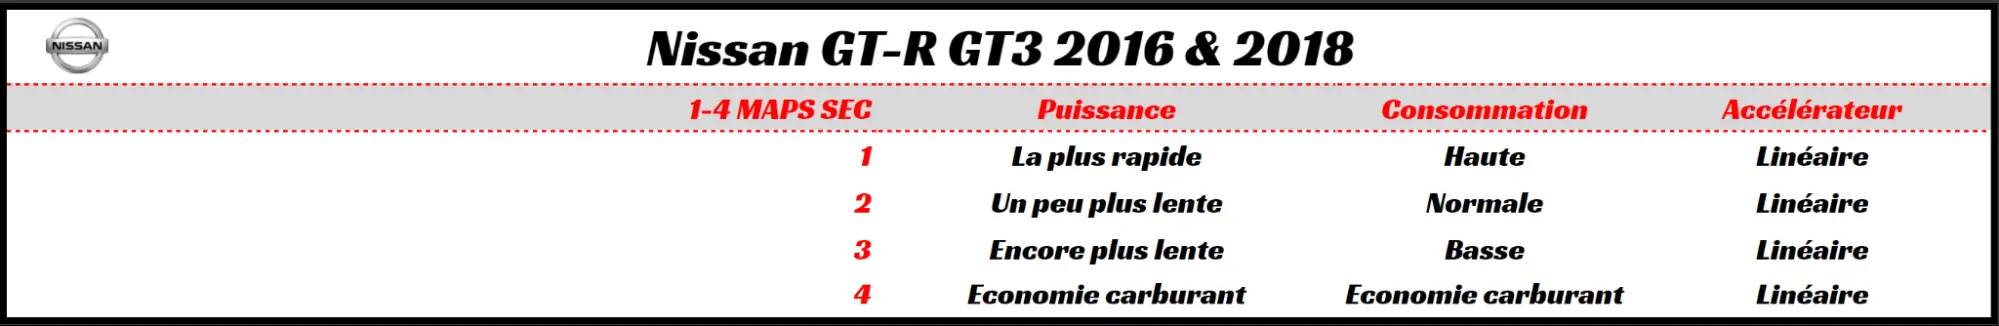 NISSAN
Nissan GT-R GT3 2016 & 2018
1-4 MAPS SEC Puissance Consommation Accélérateur
1 La plus rapide Haute Linéaire
2 Un peu plus lente Normale Linéaire
3 Encore plus lente Basse Linéaire
4 Economie carburant Economie carburant Linéaire